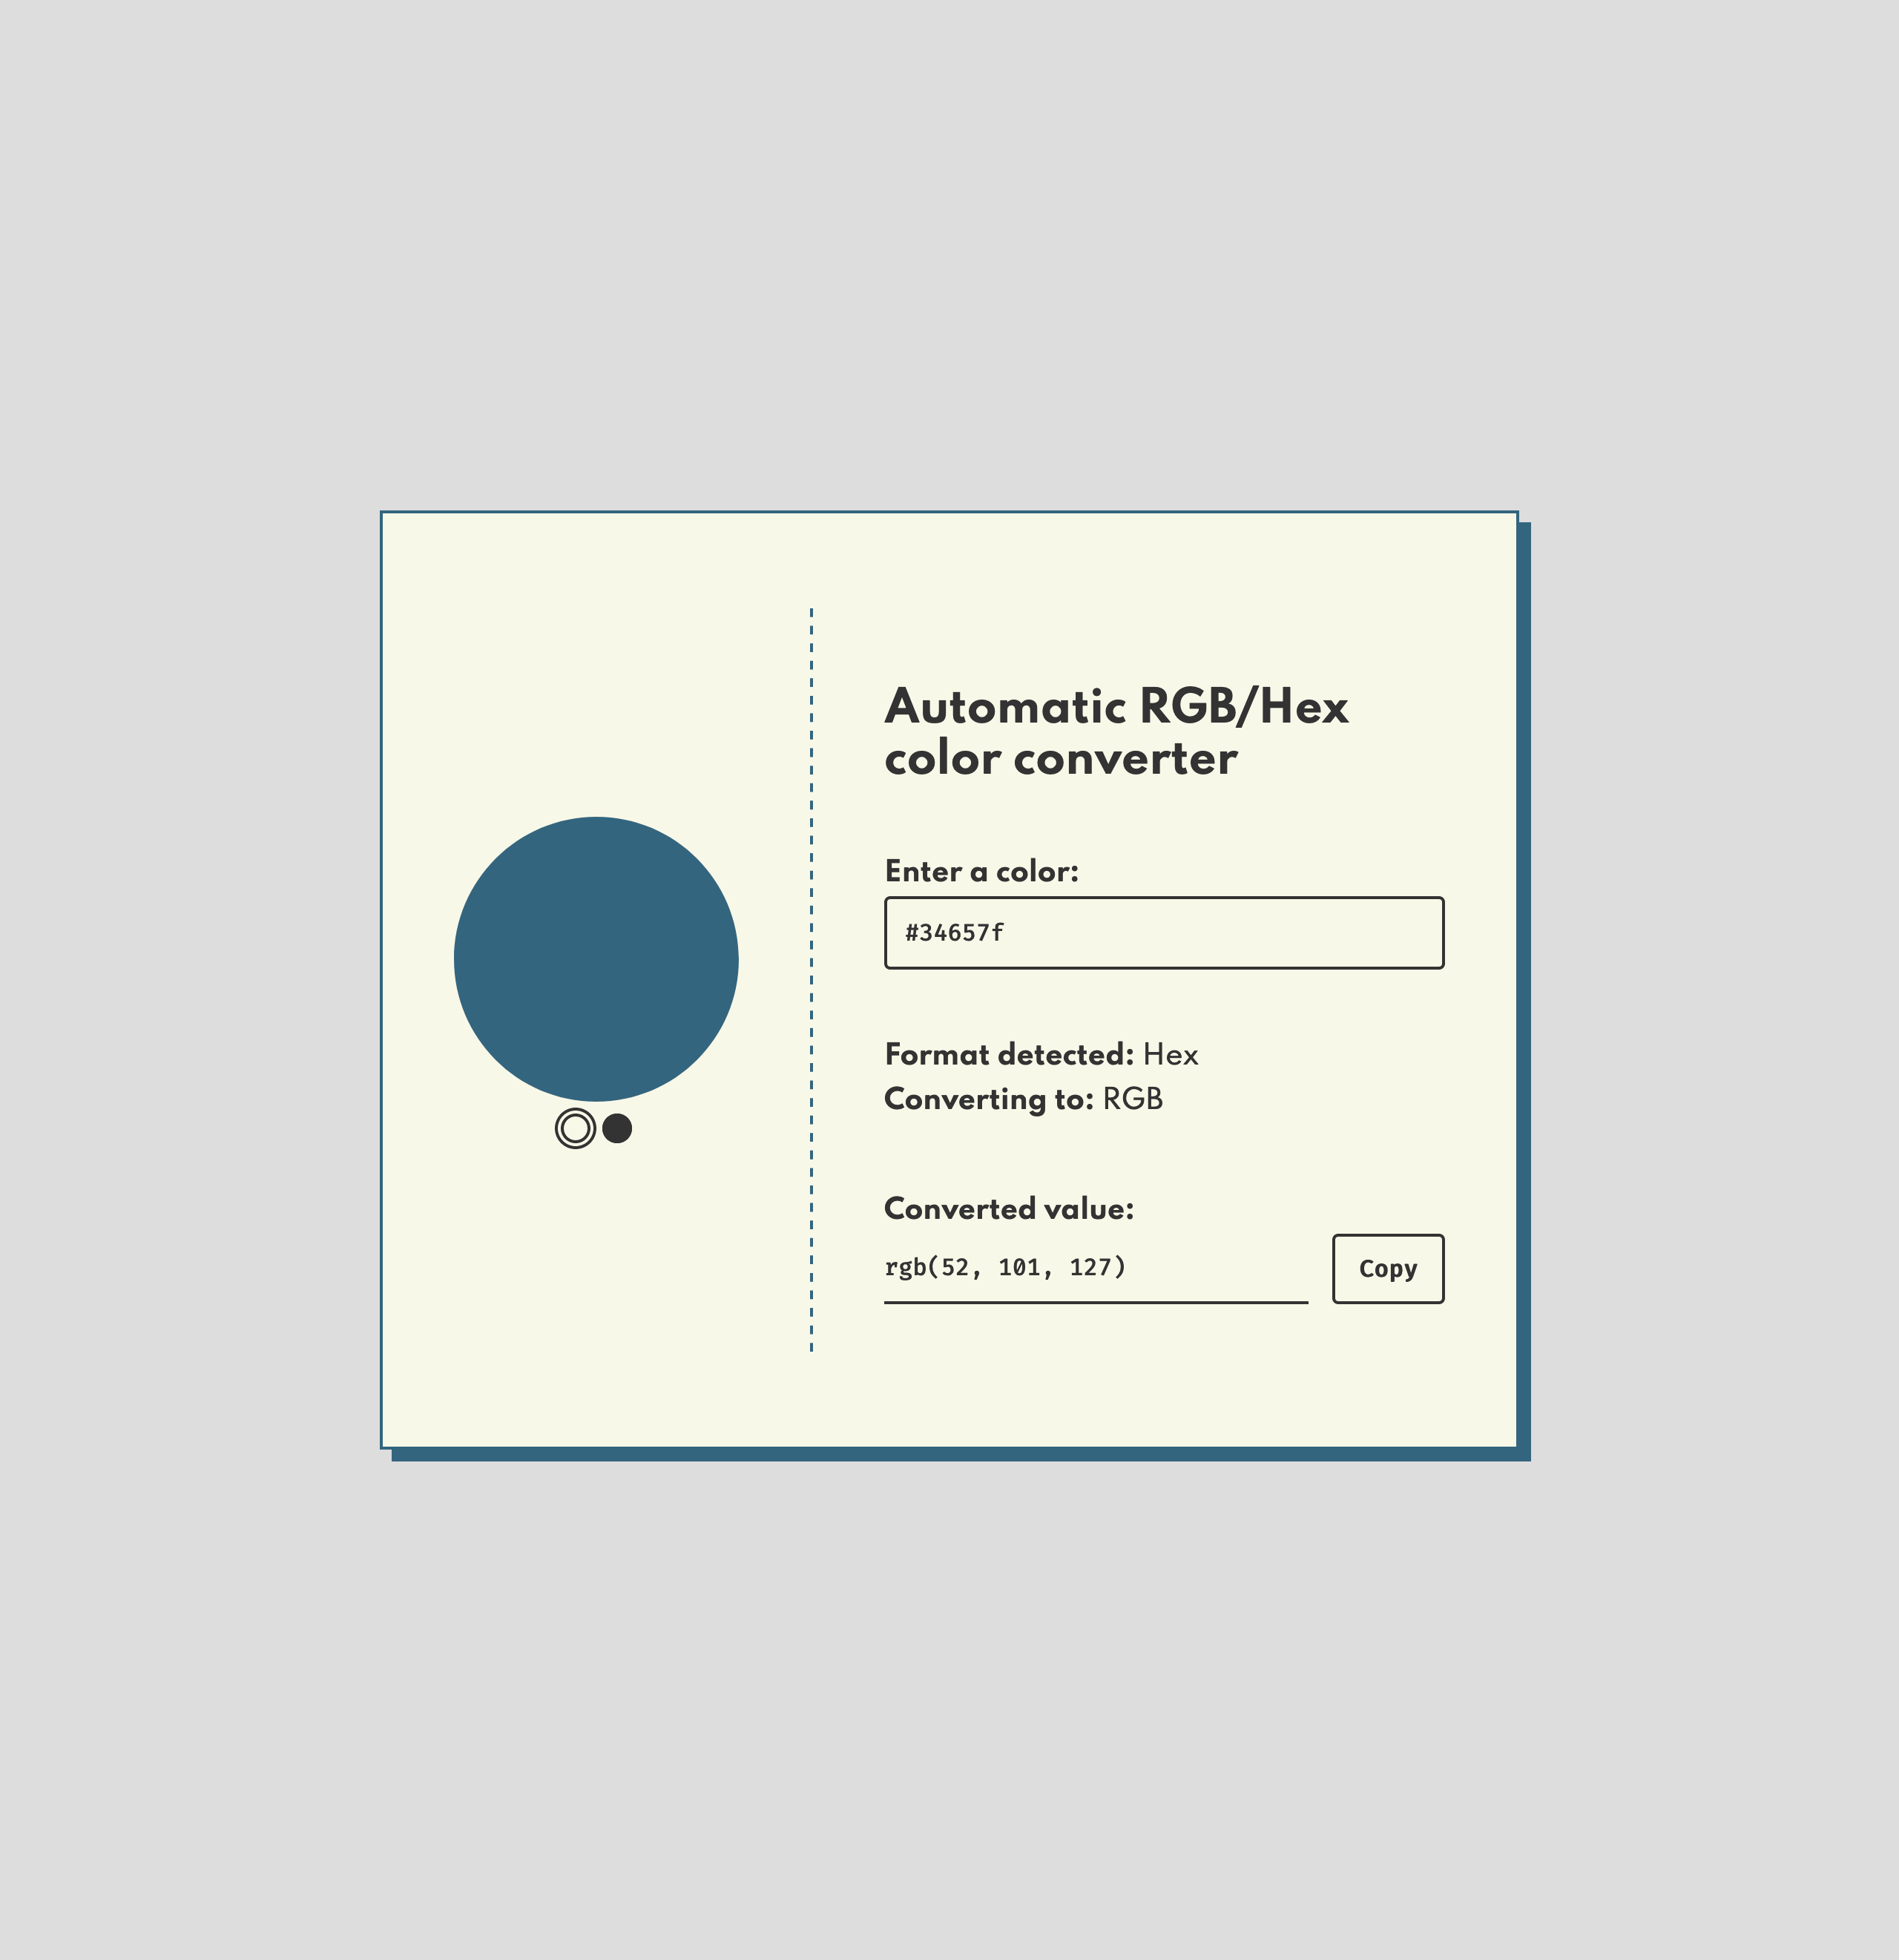 Automatic RGB/Hex
color converter
Enter a color:
#34657f
Format detected: Hex
Converting to: RGB
Converted value:
rgb(52, 101, 127)
Copy